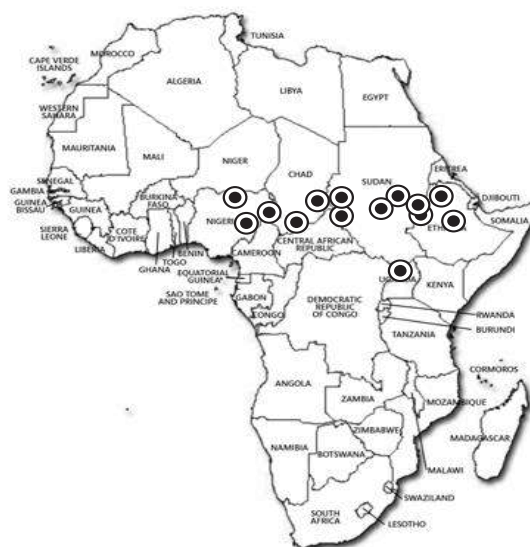 TUNISIA
MOROCCO
CAPE VERDE
ISLANDS
ALGERIA
LIBYA
EGYPT
WESTERN
SAHARA
MAURITANIA
MALI
NIGER
CHAD
SUDAN
ERITREA
SENEGAL
GAMBIA
GUINEA
BISSAU
GUINEA
BURKINA
FASO
DJIBOUTI
SOMALIA
SIERRA
LEONE
LIBERIA
COTE
D'IVOIRE
GHANA
TOGO
BENIN
CENTRAL AFRICAN
REPUBLIC
CAMEROON
EQUATORIAL
GUINEA
SAO TOME
AND PRINCIPE
GABON
CONGO
DEMOCRATIC
REPUBLIC
OF CONGO
KENYA
RWANDA
BURUNDI
TANZANIA
CORMOROS
ANGOLA
ZAMBIA
MOZAMBIQUE
ZIMBABWE
MADAGASCAR
NAMIBIA
BOTSWANA
MALAWI
SWAZILAND
SOUTH
AFRICA
LESOTHO